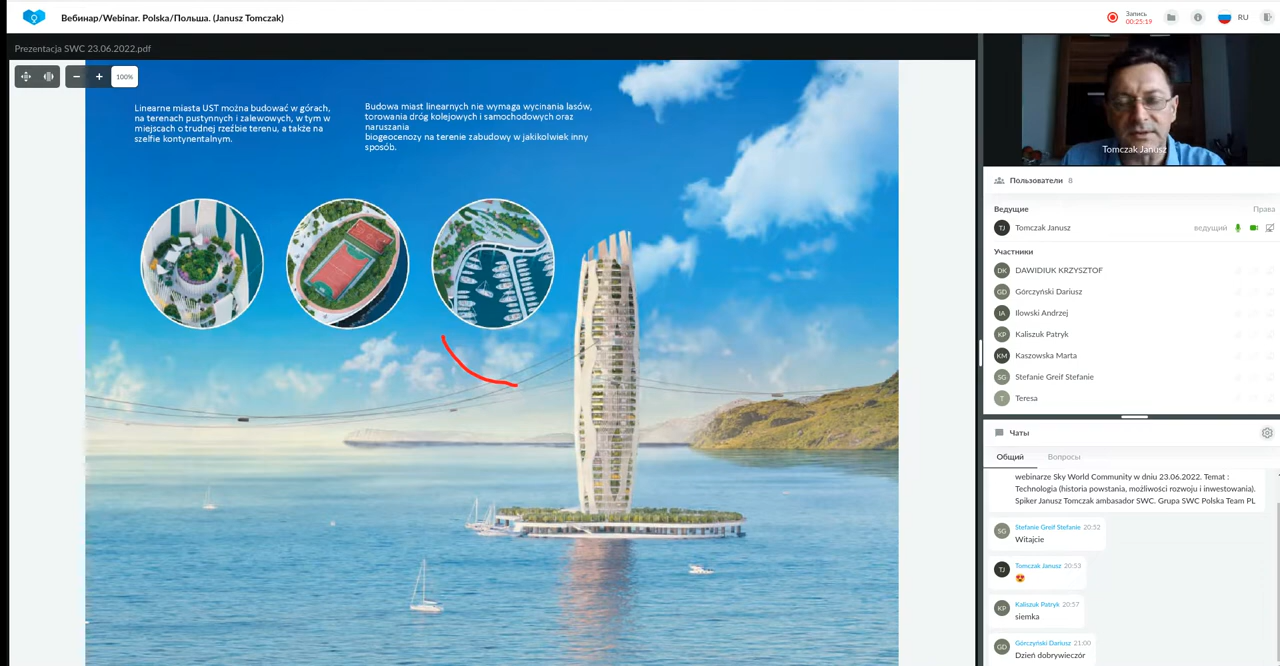 Вебинар/Webinar. Polska/Польша. (Janusz Tomczak)
Запись
00:25:19
RU
Prezentacja SWC 23.06.2022.pdf
100%
Linearne miasta UST można budować w górach,
na terenach pustynnych i zalewowych, w tym w
miejscach o trudnej rzeźbie terenu, a także na
szelfie kontynentalnym.
Budowa miast linearnych nie wymaga wycinania lasów,
torowania dróg kolejowych i samochodowych oraz
naruszania
biogeocenozy na terenie zabudowy w jakikolwiek inny
sposób.
Tomczak Janusz
Пользователи 8
Ведущие Права
TJ Tomczak Janusz ведущий
Участники
DK DAWIDIUK KRZYSZTOF
GD Górczyński Dariusz
IA Ilowski Andrzej
KP Kaliszuk Patryk
KM Kaszowska Marta
SG Stefanie Greif Stefanie
T Teresa
Чаты
Общий Вопросы
webinarze Sky World Community w dniu 23.06.2022. Temat :
Technologia (historia powstania, możliwości rozwoju i inwestowania).
Spiker Janusz Tomczak ambasador SWC. Grupa SWC Polska Team PL
SG Stefanie Greif Stefanie 20:52
Witajcie
TJ Tomczak Janusz 20:53
😍
KP Kaliszuk Patryk 20:57
siemka
GD Górczyński Dariusz 21:00
Dzień dobrywieczór